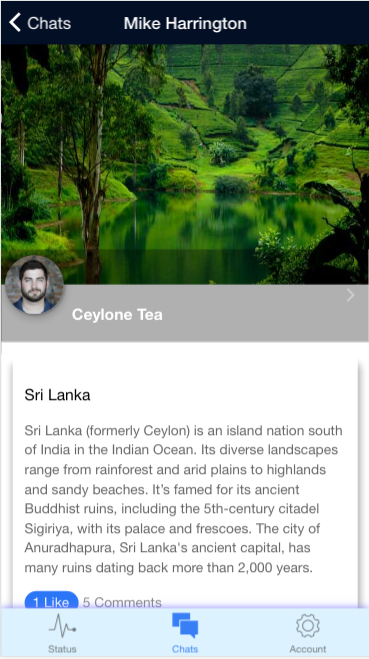 Chats
Mike Harrington
Ceylone Tea
Sri Lanka
Sri Lanka (formerly Ceylon) is an island nation south
of India in the Indian Ocean. Its diverse landscapes
range from rainforest and arid plains to highlands
and sandy beaches. It’s famed for its ancient
Buddhist ruins, including the 5th-century citadel
Sigiriya, with its palace and frescoes. The city of
Anuradhapura, Sri Lanka's ancient capital, has
many ruins dating back more than 2,000 years.
1 Like 5 Comments
Status Chats Account